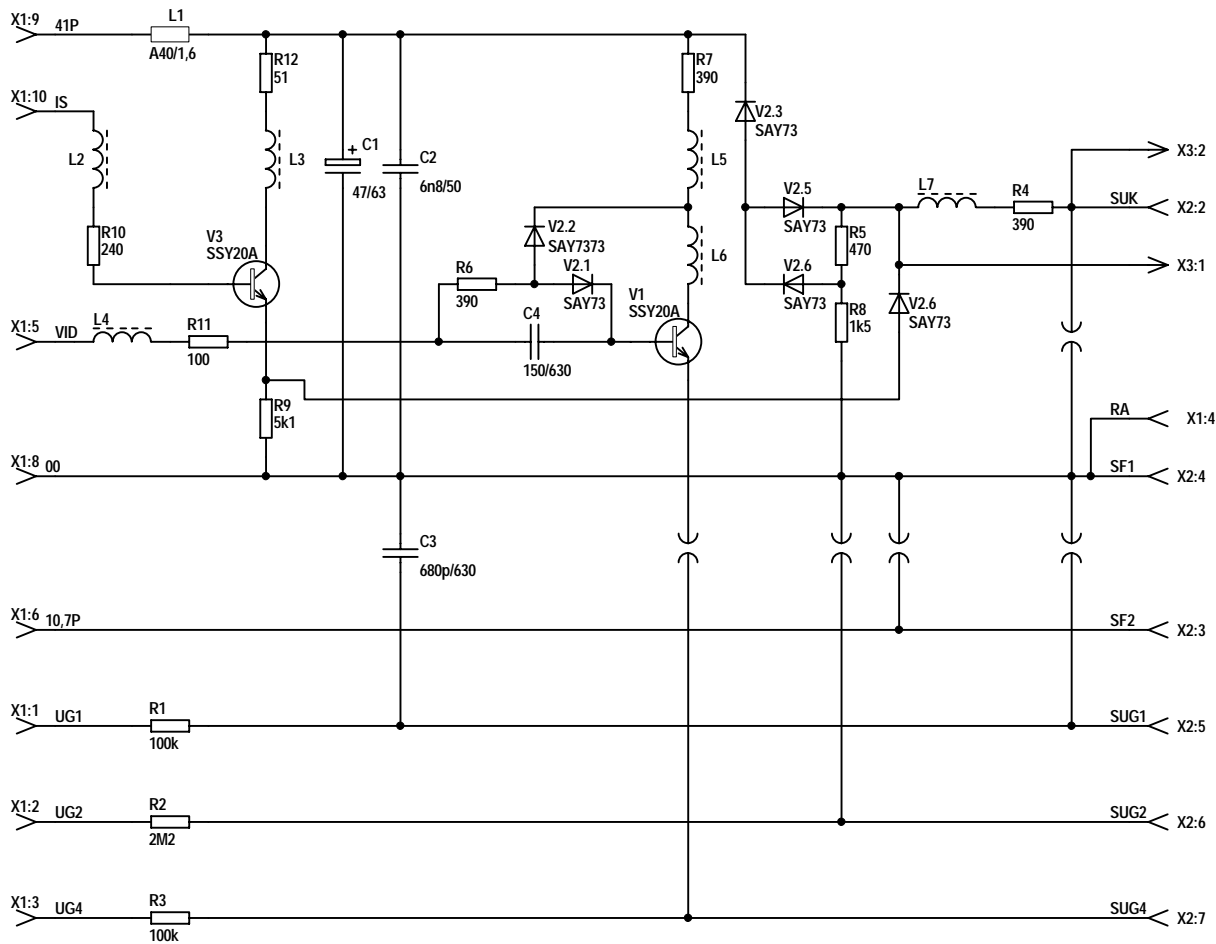 X1:9 41P L1
A40/1,6
R12
51
R7
390
X1:10 IS
V2.3
SAY73
L2
L3
+ C1
47/63
C2
6n8/50
L5
X3:2
V2.5
SAY73
L7
R4
390
SUK X2:2
R10
240
V3
SSY20A
V2.2
SAY7373
R5
470
L6
R6
390
V2.1
SAY73
V2.6
SAY73
X3:1
V1
SSY20A
V2.6
SAY73
R8
1k5
C4
150/630
X1:5 VID L4
R11
100
R9
5k1
RA X1:4
X1:8 00
SF1 X2:4
C3
680p/630
X1:6 10,7P
SF2 X2:3
X1:1 UG1 R1
100k
SUG1 X2:5
X1:2 UG2 R2
2M2
SUG2 X2:6
X1:3 UG4 R3
100k
SUG4 X2:7